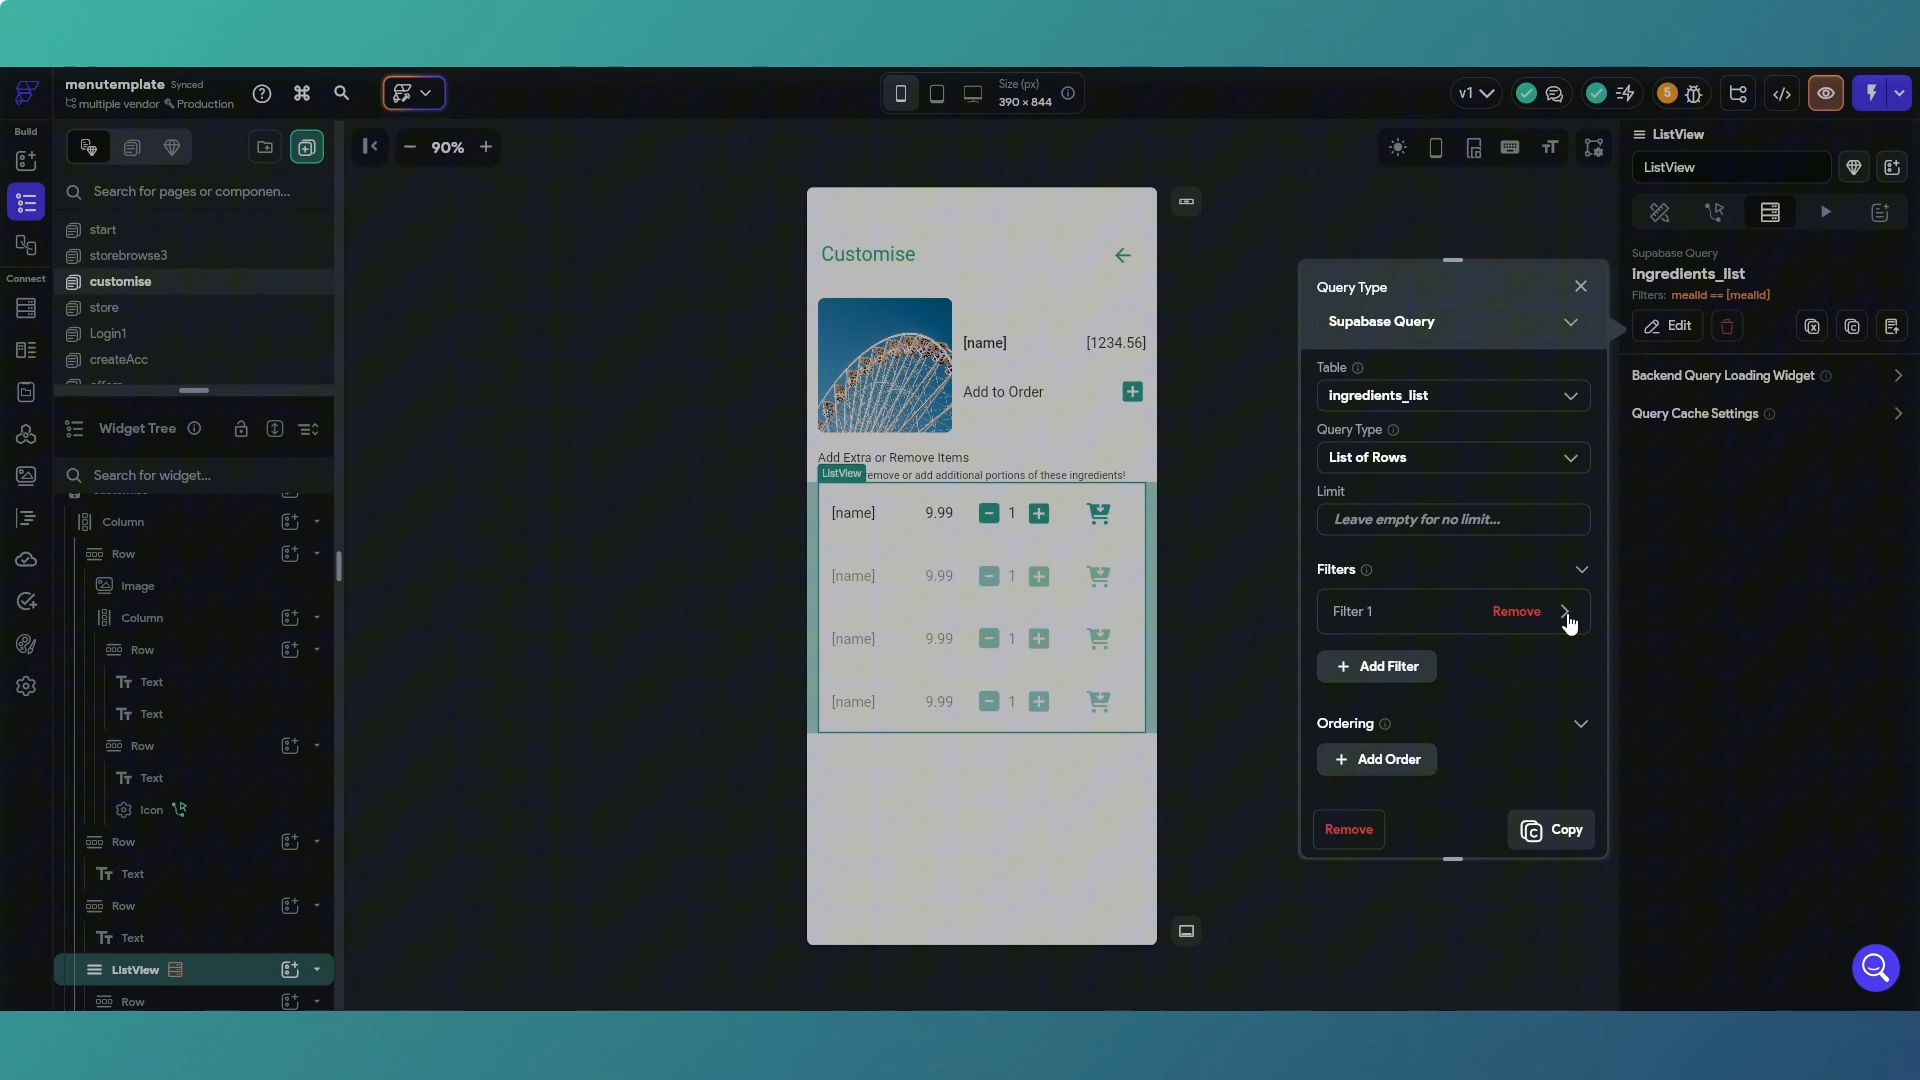 menutemplate Synced
multiple vendor Production
v1
Size (px)
390 × 844
5
Build
Connect
90%
Search for pages or componen...
start
storebrowse3
customise
store
Login1
createAcc
Widget Tree
Search for widget...
Column
Row
Image
Column
Row
Text
Text
Row
Text
Icon
Row
Text
Row
Text
ListView
Row
Customise
[name] [1234.56]
Add to Order
Add Extra or Remove Items
ListView emove or add additional portions of these ingredients!
[name] 9.99 1
[name] 9.99 1
[name] 9.99 1
[name] 9.99 1
Query Type
Supabase Query
Table
ingredients_list
Query Type
List of Rows
Limit
Leave empty for no limit...
Filters
Filter 1 Remove
+ Add Filter
Ordering
+ Add Order
Remove Copy
ListView
ListView
Supabase Query
ingredients_list
Filters: mealId == [mealId]
Edit
Backend Query Loading Widget
Query Cache Settings